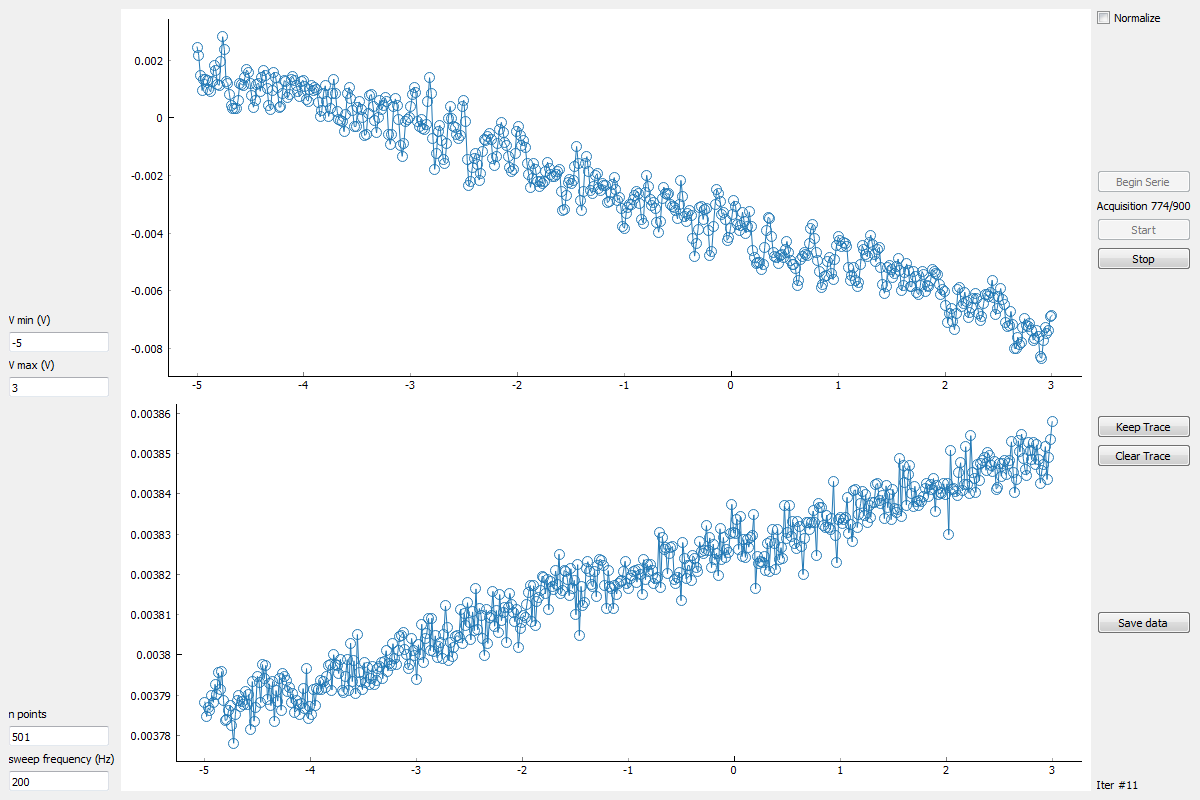 Normalize
0.002
0
-0.002
-0.004
-0.006
-0.008
-5 -4 -3 -2 -1 0 1 2 3
Begin Serie
Acquisition 774/900
Start
Stop
V min (V)
-5
V max (V)
3
0.00386
0.00385
0.00384
0.00383
0.00382
0.00381
0.0038
0.00379
0.00378
-5 -4 -3 -2 -1 0 1 2 3
Keep Trace
Clear Trace
Save data
n points
501
sweep frequency (Hz)
200
Iter #11